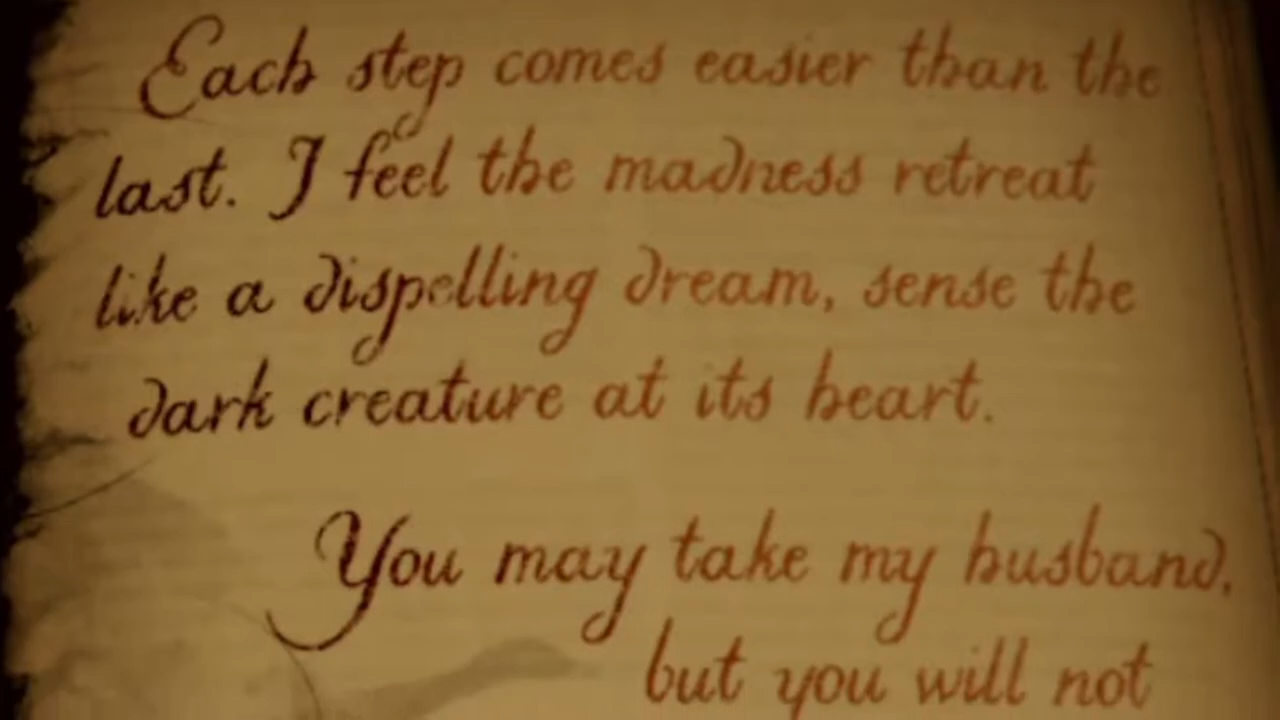 Each step comes easier than the
last. I feel the madness retreat
like a dispelling dream, sense the
dark creature at its heart.
You may take my husband,
but you will not